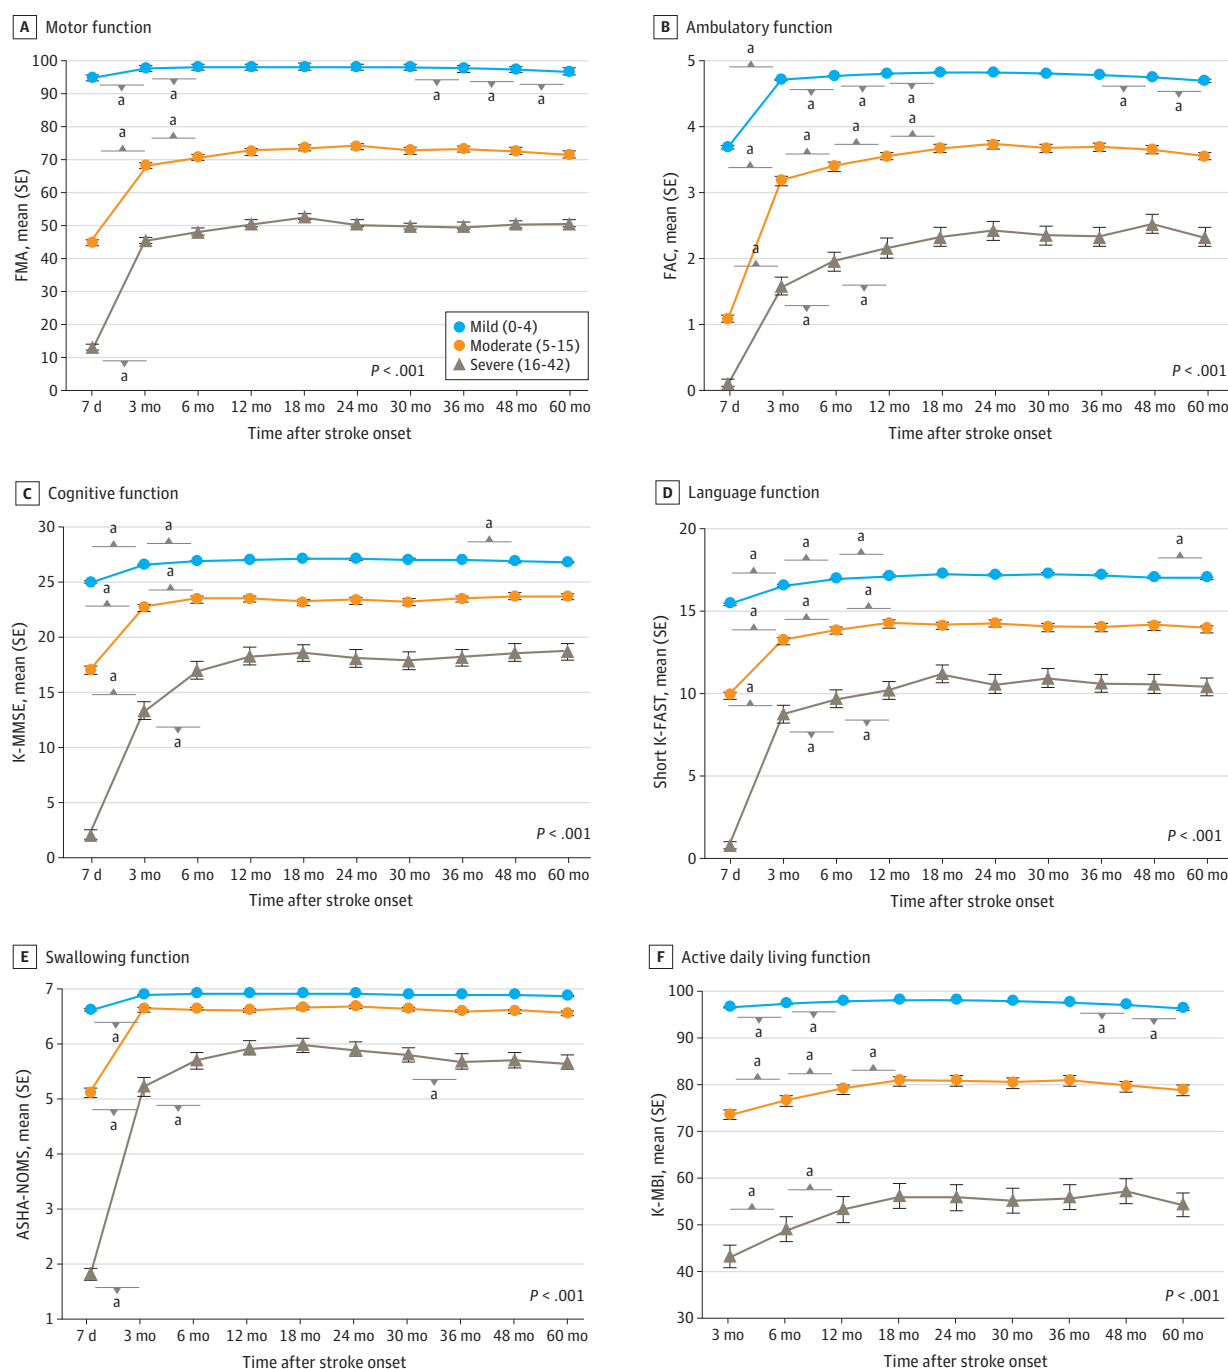 A Motor function
FMA, mean (SE)
100
90
80
70
60
50
40
30
20
10
0
a a a a a
a a
a
Mild (0-4)
Moderate (5-15)
Severe (16-42)
P < .001
7 d 3 mo 6 mo 12 mo 18 mo 24 mo 30 mo 36 mo 48 mo 60 mo
Time after stroke onset
B Ambulatory function
FAC, mean (SE)
5
4
3
2
1
0
a a a a a a
a a a a
a a a
P < .001
7 d 3 mo 6 mo 12 mo 18 mo 24 mo 30 mo 36 mo 48 mo 60 mo
Time after stroke onset
C Cognitive function
K-MMSE, mean (SE)
30
25
20
15
10
5
0
a a a
a a
a a
P < .001
7 d 3 mo 6 mo 12 mo 18 mo 24 mo 30 mo 36 mo 48 mo 60 mo
Time after stroke onset
D Language function
Short K-FAST, mean (SE)
20
15
10
5
0
a a a a
a a a
a a a
P < .001
7 d 3 mo 6 mo 12 mo 18 mo 24 mo 30 mo 36 mo 48 mo 60 mo
Time after stroke onset
E Swallowing function
ASHA-NOMS, mean (SE)
7
6
5
4
3
2
1
a
a a a
a
P < .001
7 d 3 mo 6 mo 12 mo 18 mo 24 mo 30 mo 36 mo 48 mo 60 mo
Time after stroke onset
F Active daily living function
K-MBI, mean (SE)
100
90
80
70
60
50
40
30
a a a a
a a a
a a
P < .001
3 mo 6 mo 12 mo 18 mo 24 mo 30 mo 36 mo 48 mo 60 mo
Time after stroke onset